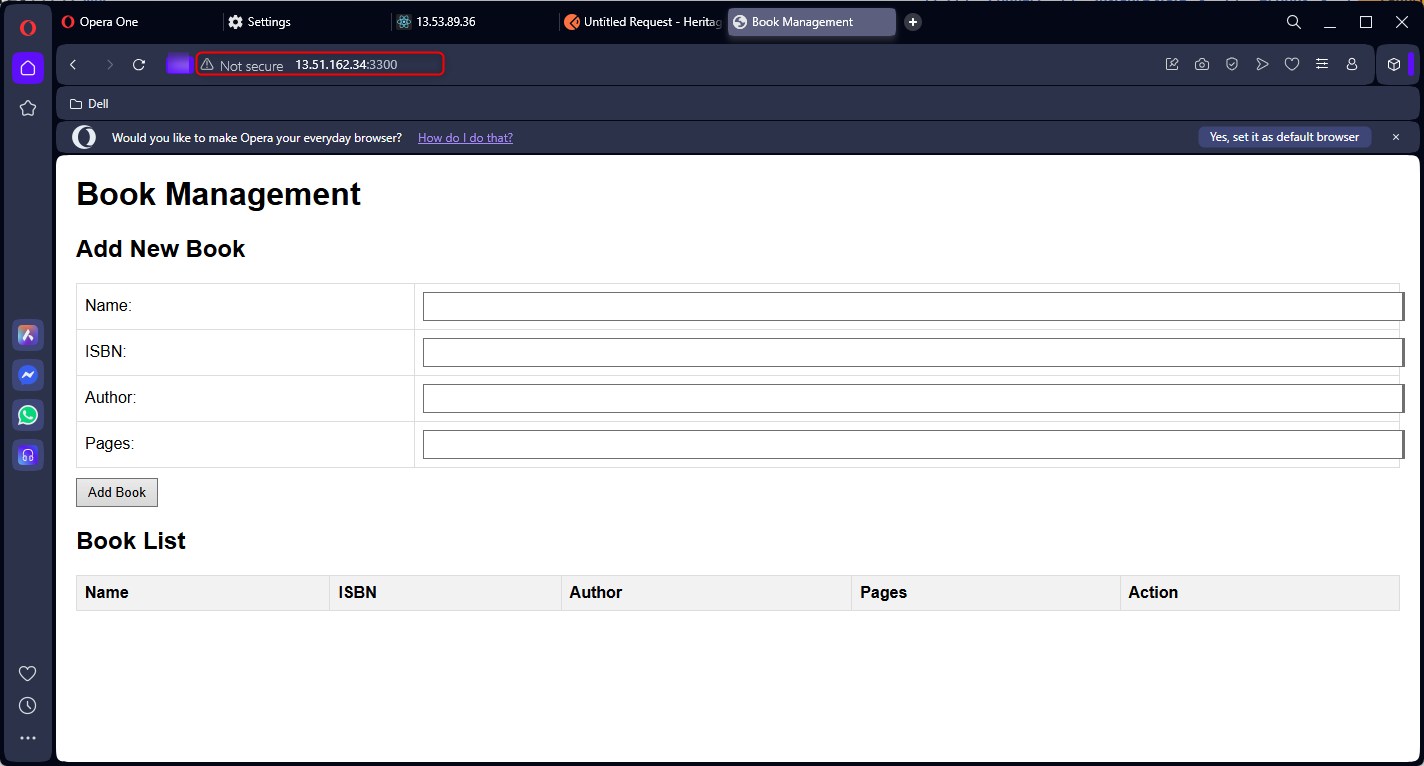 Opera One Settings 13.53.89.36 Untitled Request - Heritag Book Management
Not secure 13.51.162.34:3300
Dell
Would you like to make Opera your everyday browser? How do I do that? Yes, set it as default browser
Book Management
Add New Book
Name:
ISBN:
Author:
Pages:
Add Book
Book List
Name ISBN Author Pages Action